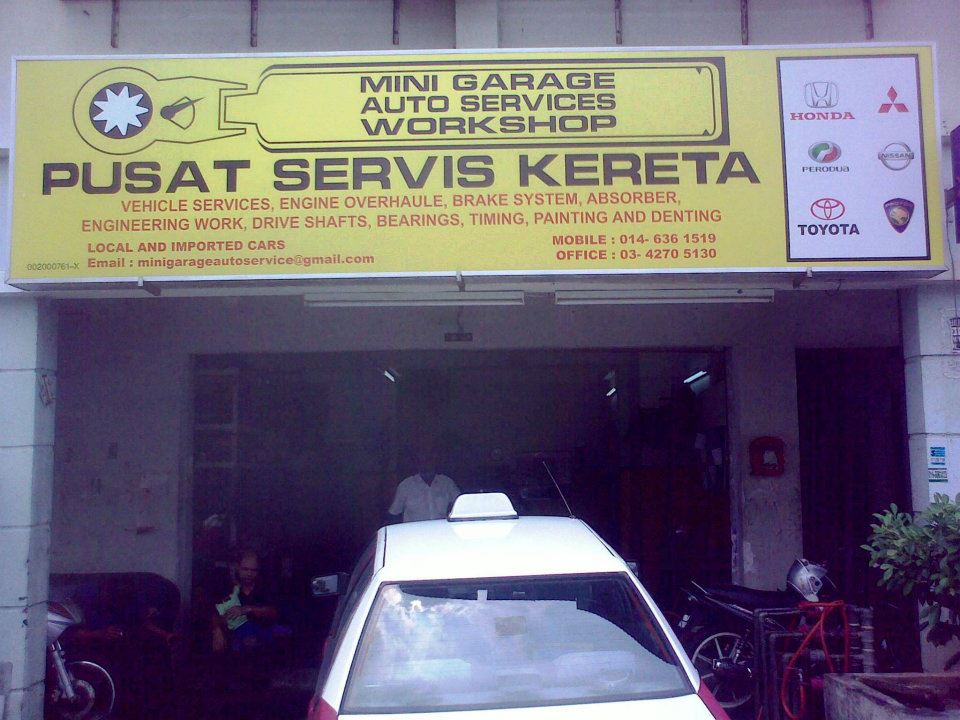 MINI GARAGE
AUTO SERVICES
WORKSHOP
PUSAT SERVIS KERETA
VEHICLE SERVICES, ENGINE OVERHAULE, BRAKE SYSTEM, ABSORBER,
ENGINEERING WORK, DRIVE SHAFTS, BEARINGS, TIMING, PAINTING AND DENTING
LOCAL AND IMPORTED CARS
Email : minigarageautoservice@gmail.com
MOBILE : 014- 636 1519
OFFICE : 03- 4270 5130
002000761-X
HONDA
PERODUA
NISSAN
TOYOTA